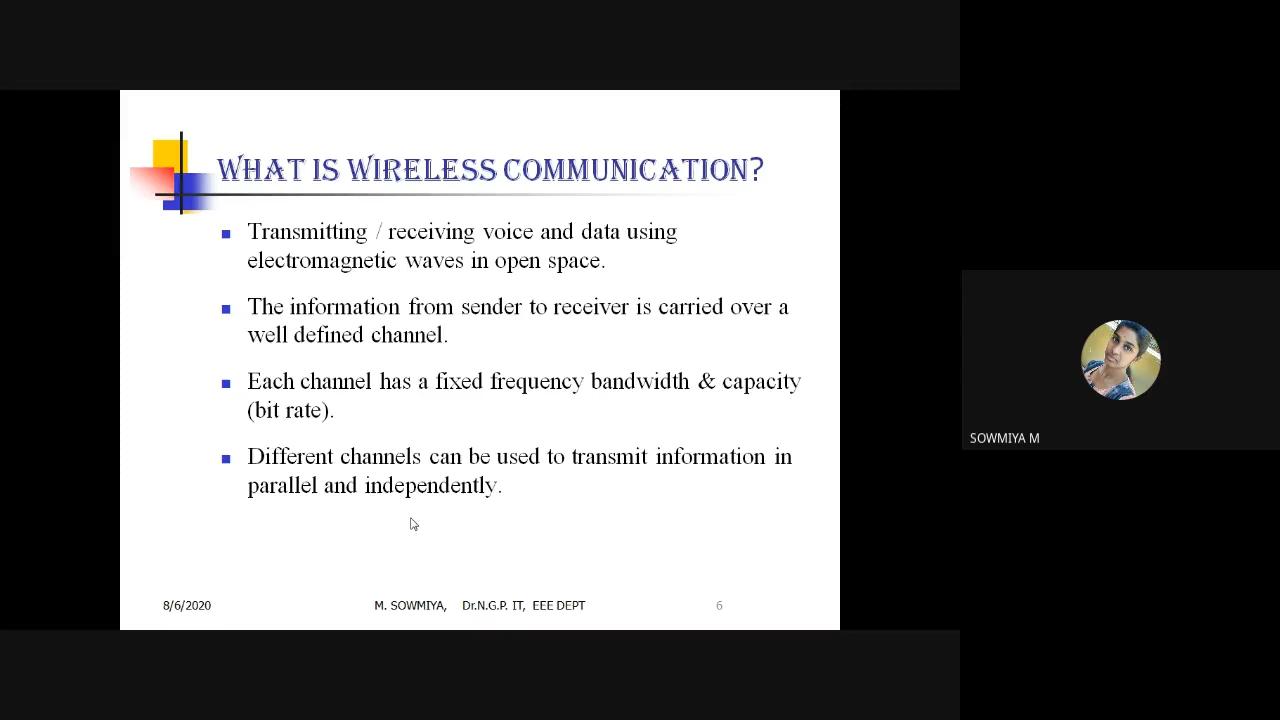 WHAT IS WIRELESS COMMUNICATION?
Transmitting / receiving voice and data using
electromagnetic waves in open space.
The information from sender to receiver is carried over a
well defined channel.
Each channel has a fixed frequency bandwidth & capacity
(bit rate).
Different channels can be used to transmit information in
parallel and independently.
8/6/2020 M. SOWMIYA, Dr.N.G.P. IT, EEE DEPT 6
SOWMIYA M